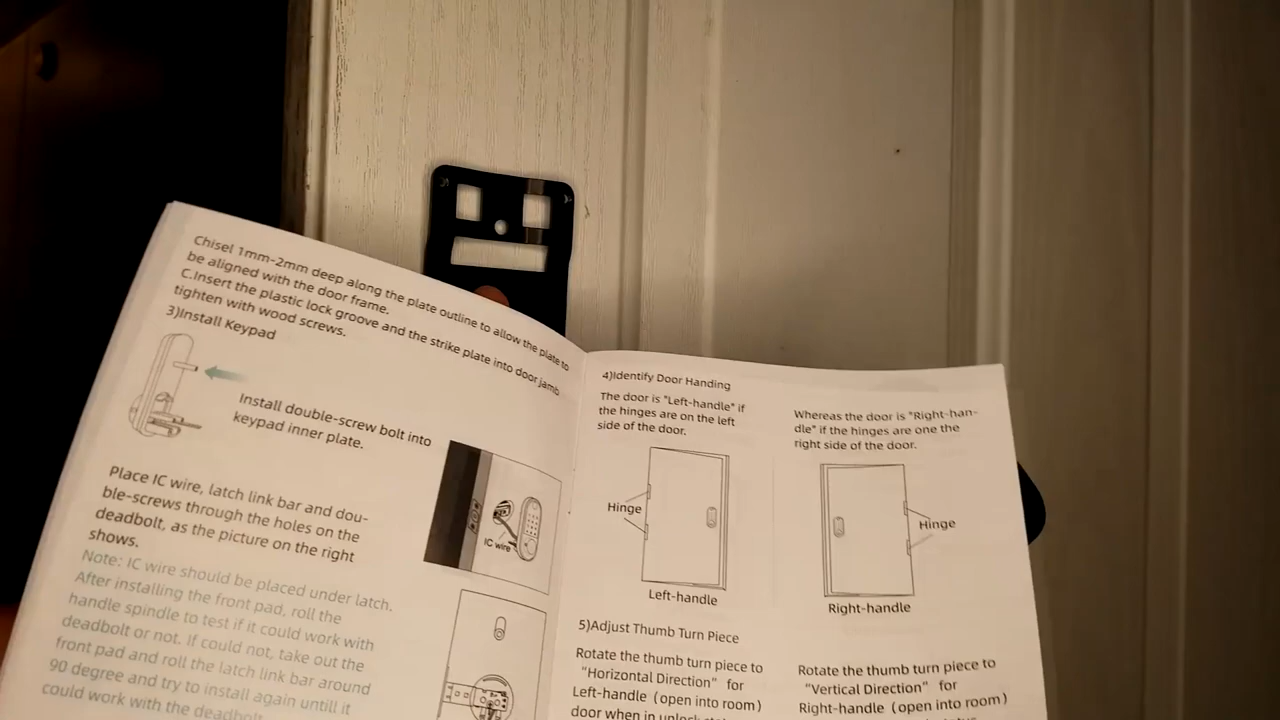 Chisel 1mm-2mm deep along the plate outline to allow the plate to
be aligned with the door frame.
C.Insert the plastic lock groove and the strike plate into door jamb
tighten with wood screws.
3)Install Keypad
Install double-screw bolt into
keypad inner plate.
Place IC wire, latch link bar and dou-
ble-screws through the holes on the
deadbolt, as the picture on the right
shows.
IC wire
Note: IC wire should be placed under latch.
After installing the front pad, roll the
handle spindle to test if it could work with
deadbolt or not. If could not, take out the
front pad and roll the latch link bar around
90 degree and try to install again untill it
could work with the deadbolt.
4)Identify Door Handing
The door is "Left-handle" if
the hinges are on the left
side of the door.
Whereas the door is "Right-han-
dle" if the hinges are one the
right side of the door.
Hinge
Hinge
Left-handle
Right-handle
5)Adjust Thumb Turn Piece
Rotate the thumb turn piece to
"Horizontal Direction" for
Left-handle (open into room)
door when in
Rotate the thumb turn piece to
"Vertical Direction" for
Right-handle (open into room)